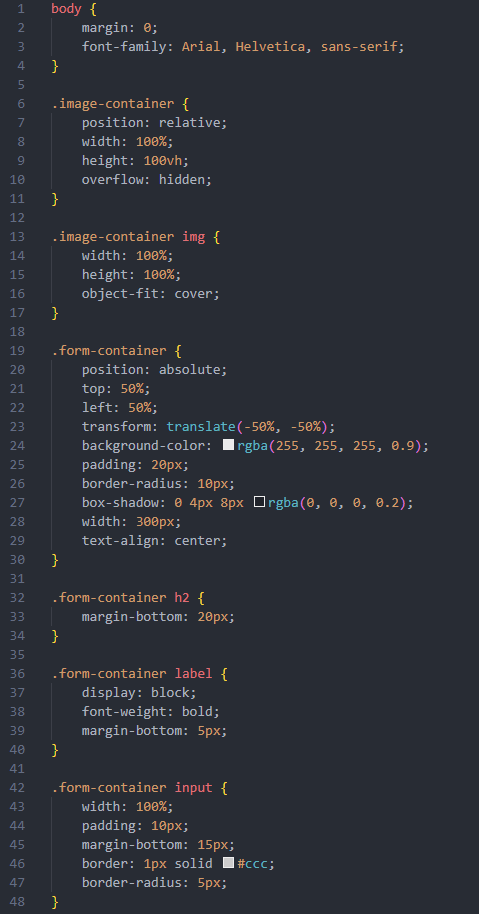 1 body {
2     margin: 0;
3     font-family: Arial, Helvetica, sans-serif;
4 }
5
6 .image-container {
7     position: relative;
8     width: 100%;
9     height: 100vh;
10     overflow: hidden;
11 }
12
13 .image-container img {
14     width: 100%;
15     height: 100%;
16     object-fit: cover;
17 }
18
19 .form-container {
20     position: absolute;
21     top: 50%;
22     left: 50%;
23     transform: translate(-50%, -50%);
24     background-color: rgba(255, 255, 255, 0.9);
25     padding: 20px;
26     border-radius: 10px;
27     box-shadow: 0 4px 8px rgba(0, 0, 0, 0.2);
28     width: 300px;
29     text-align: center;
30 }
31
32 .form-container h2 {
33     margin-bottom: 20px;
34 }
35
36 .form-container label {
37     display: block;
38     font-weight: bold;
39     margin-bottom: 5px;
40 }
41
42 .form-container input {
43     width: 100%;
44     padding: 10px;
45     margin-bottom: 15px;
46     border: 1px solid #ccc;
47     border-radius: 5px;
48 }